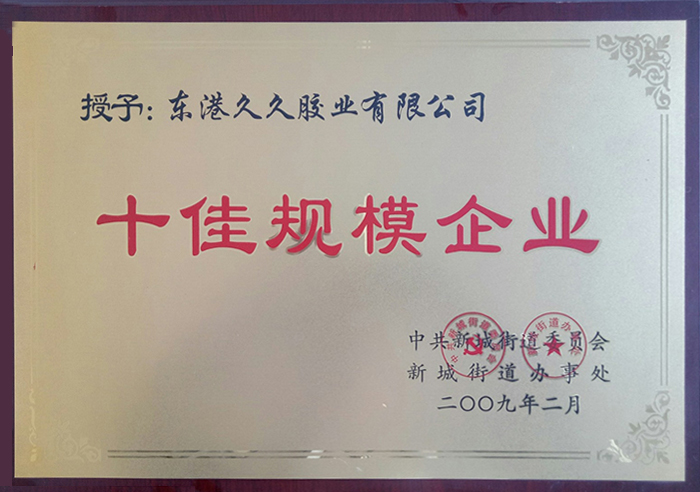 授予：东港久久胶业有限公司
十佳规模企业
中共新城街道委员会
新城街道办事处
二〇〇九年二月